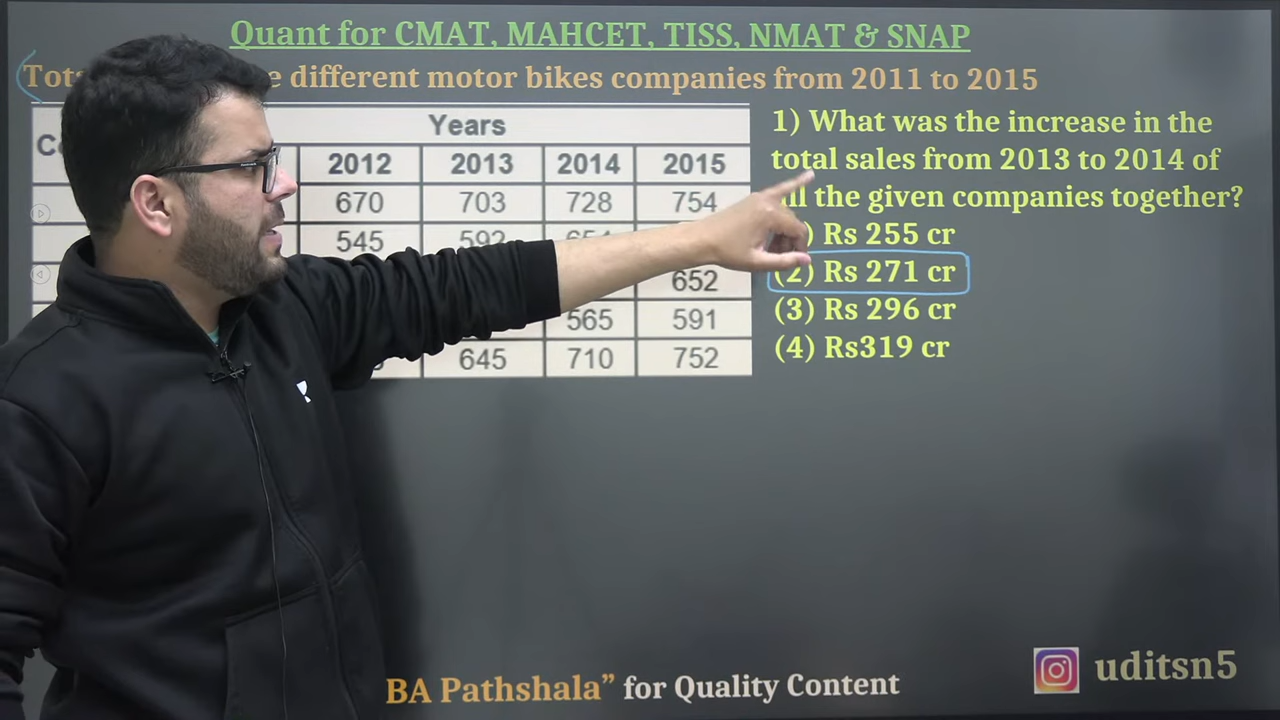 Quant for CMAT, MAHCET, TISS, NMAT & SNAP
different motor bikes companies from 2011 to 2015
Years
2012 2013 2014 2015
670 703 728 754
545
652
565 591
645 710 752
1) What was the increase in the
total sales from 2013 to 2014 of
the given companies together?
Rs 255 cr
(2) Rs 271 cr
(3) Rs 296 cr
(4) Rs319 cr
BA Pathshala” for Quality Content
uditsn5